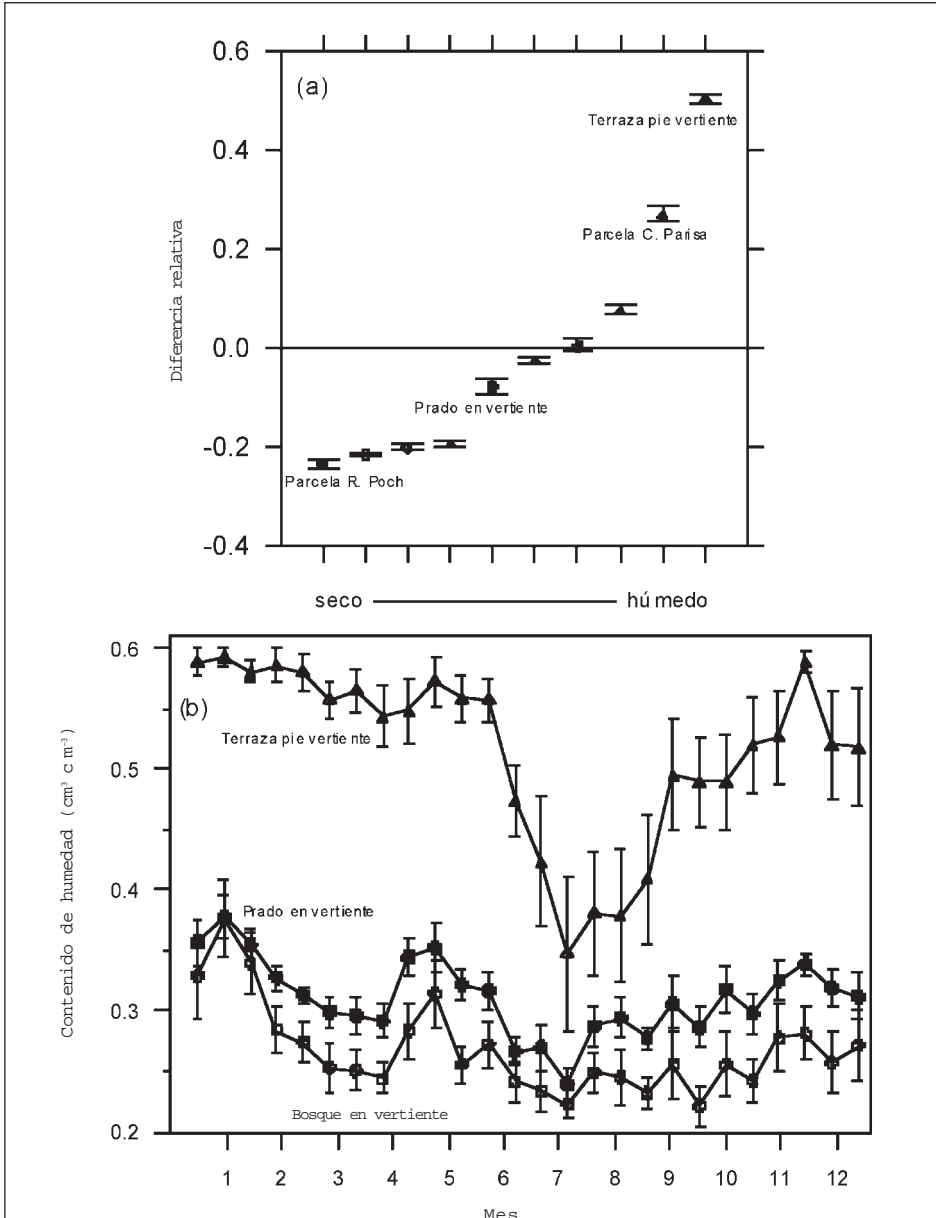 0.6
(a)
Terraza pie vertiente
0.4
Parcela C. Parisa
0.2
Diferencia relativa
0.0
Prado en vertiente
-0.2
Parcela R. Poch
-0.4
seco húmedo
0.6
(b)
Terraza pie vertiente
0.5
Contenido de humedad (cm³ cm⁻³)
0.4
Prado en vertiente
0.3
Bosque en vertiente
0.2
1 2 3 4 5 6 7 8 9 10 11 12
Mes